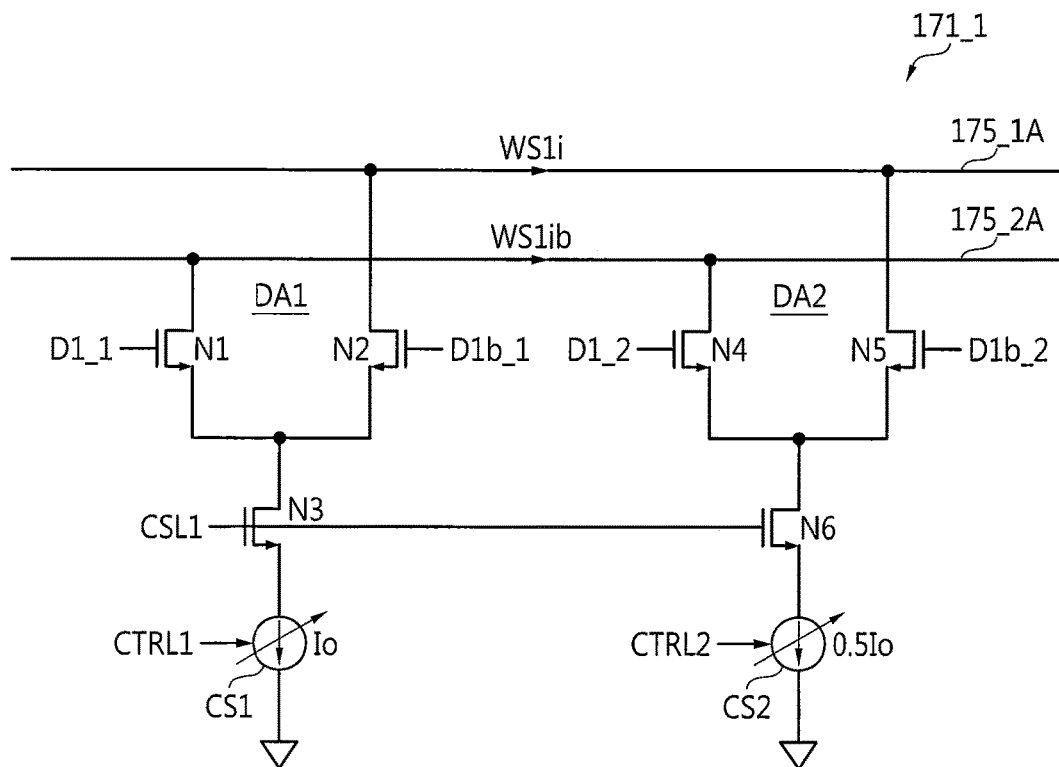 171_1
175_1A
WS1i
175_2A
WS1ib
DA1 DA2
D1_1 N1 N2 D1b_1 D1_2 N4 N5 D1b_2
CSL1 N3 N6
CTRL1 Io CTRL2 0.5Io
CS1 CS2